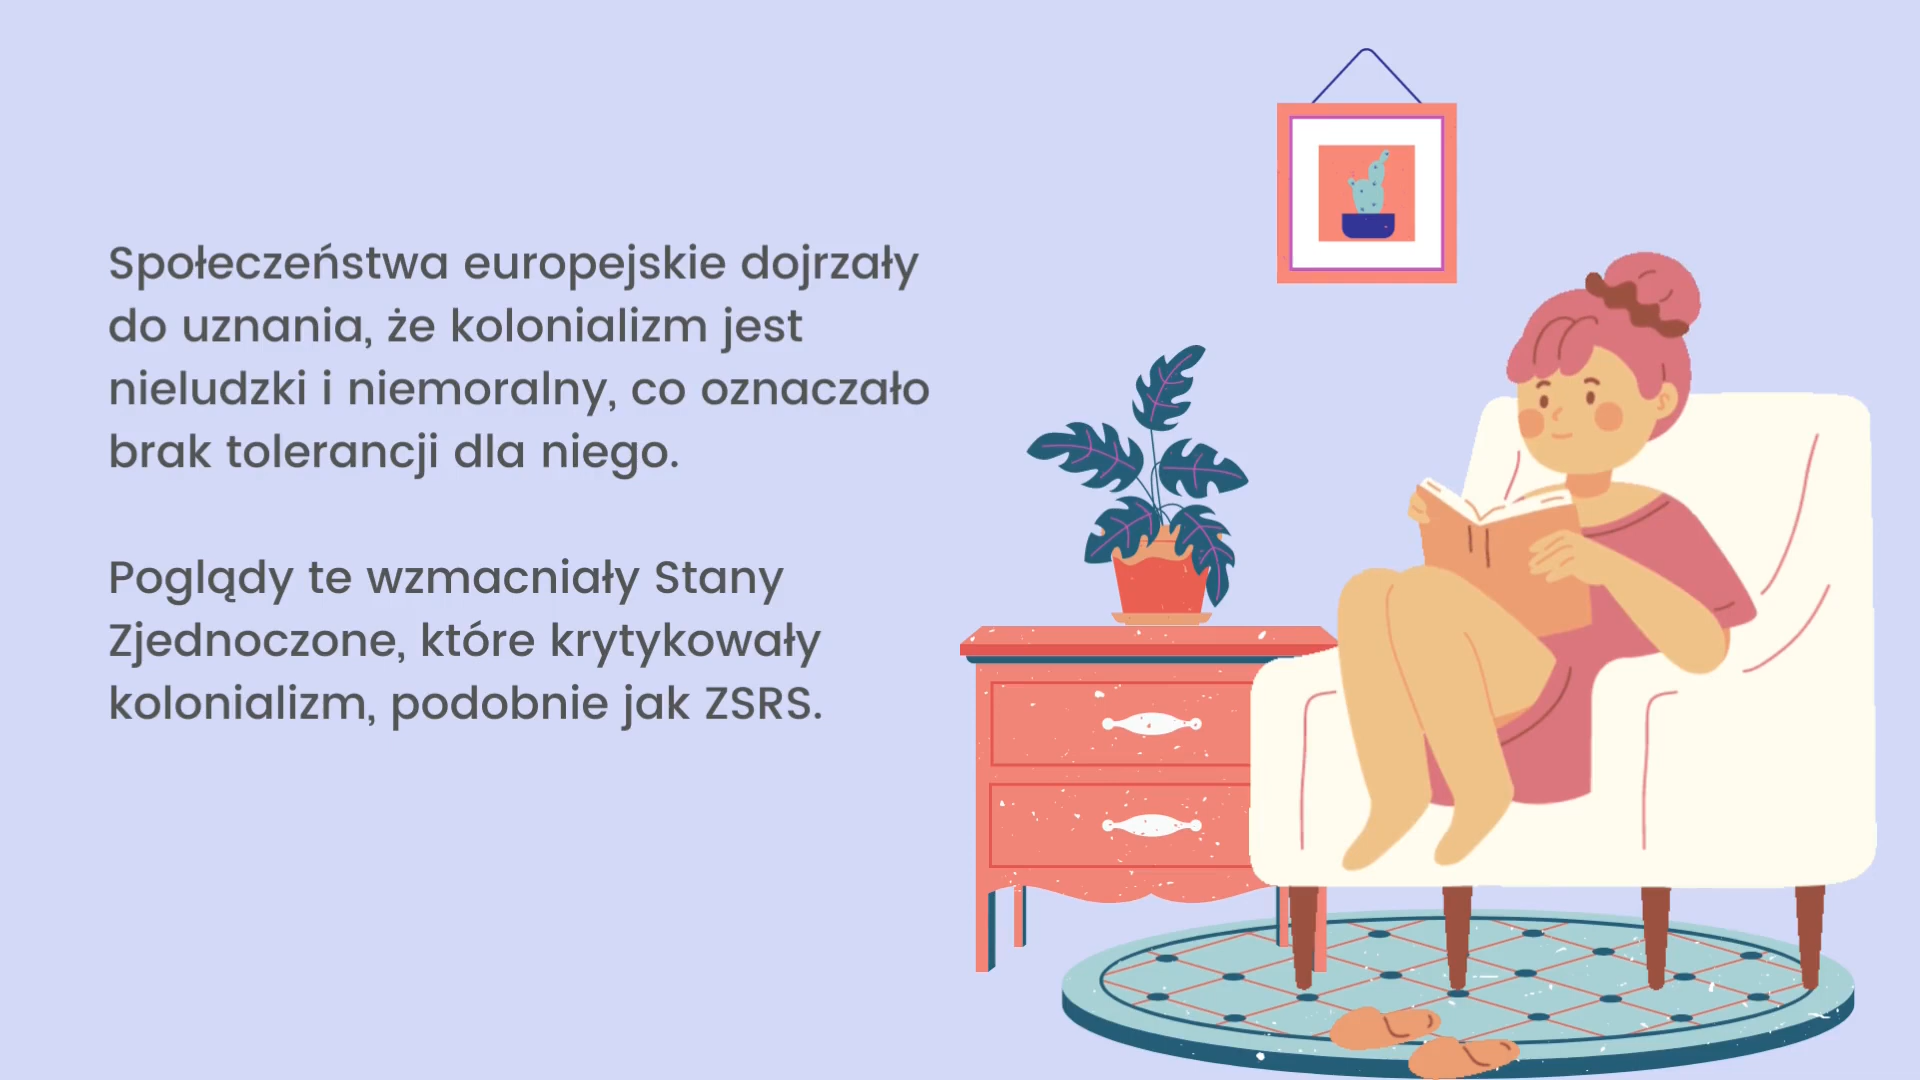 Społeczeństwa europejskie dojrzały
do uznania, że kolonializm jest
nieludzki i niemoralny, co oznaczało
brak tolerancji dla niego.
Poglądy te wzmacniały Stany
Zjednoczone, które krytykowały
kolonializm, podobnie jak ZSRS.